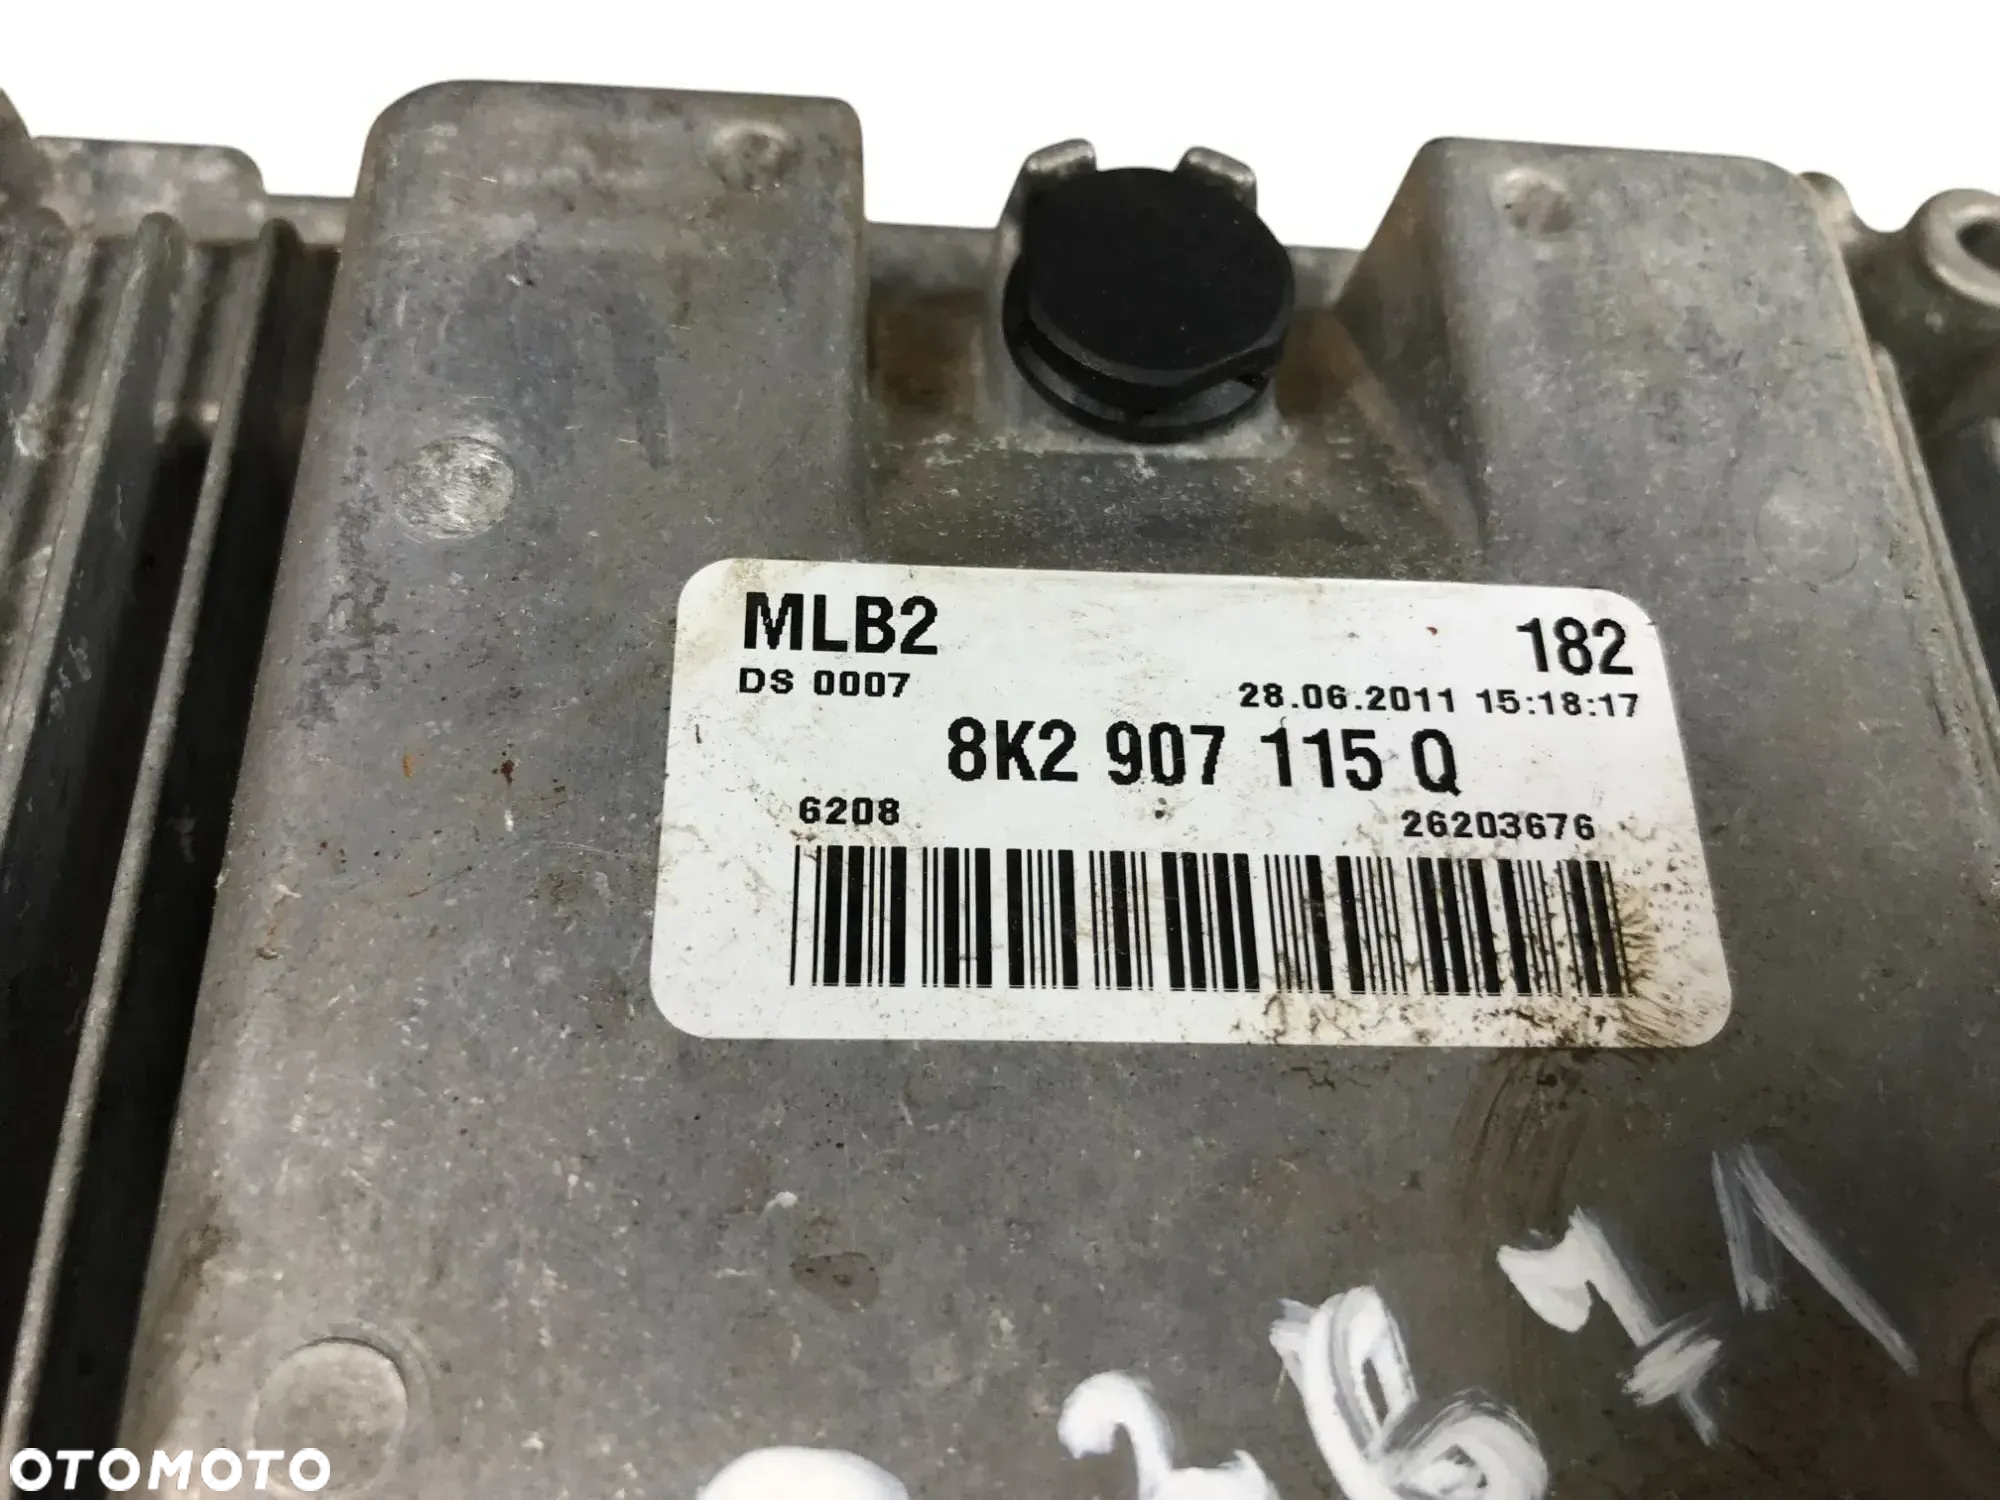 MLB2 182
DS 0007 28.06.2011 15:18:17
8K2 907 115 Q
6208 26203676
OTOMOTO